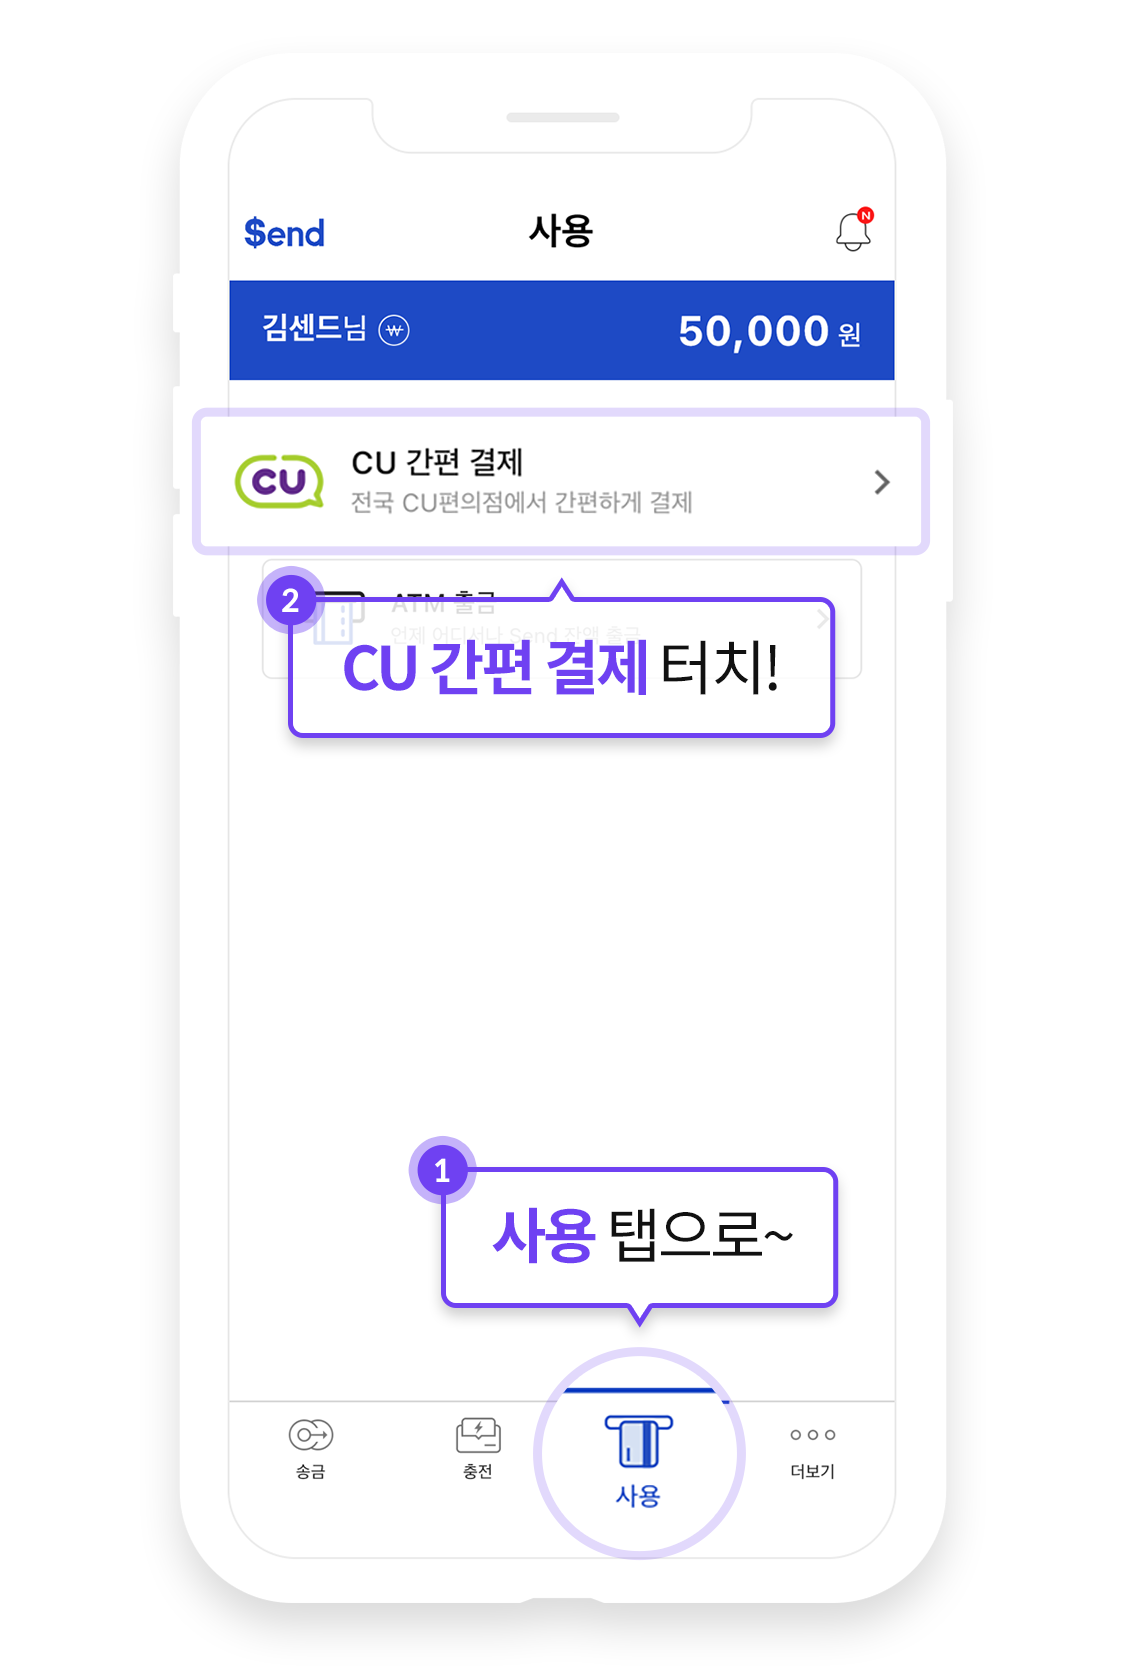 $end
사용
N
김센드님 ₩
50,000 원
CU
CU 간편 결제
전국 CU편의점에서 간편하게 결제
2
ATM 출금
언제 어디서나 Send 잔액 출금
CU 간편 결제 터치!
1
사용 탭으로~
송금
충전
사용
더보기